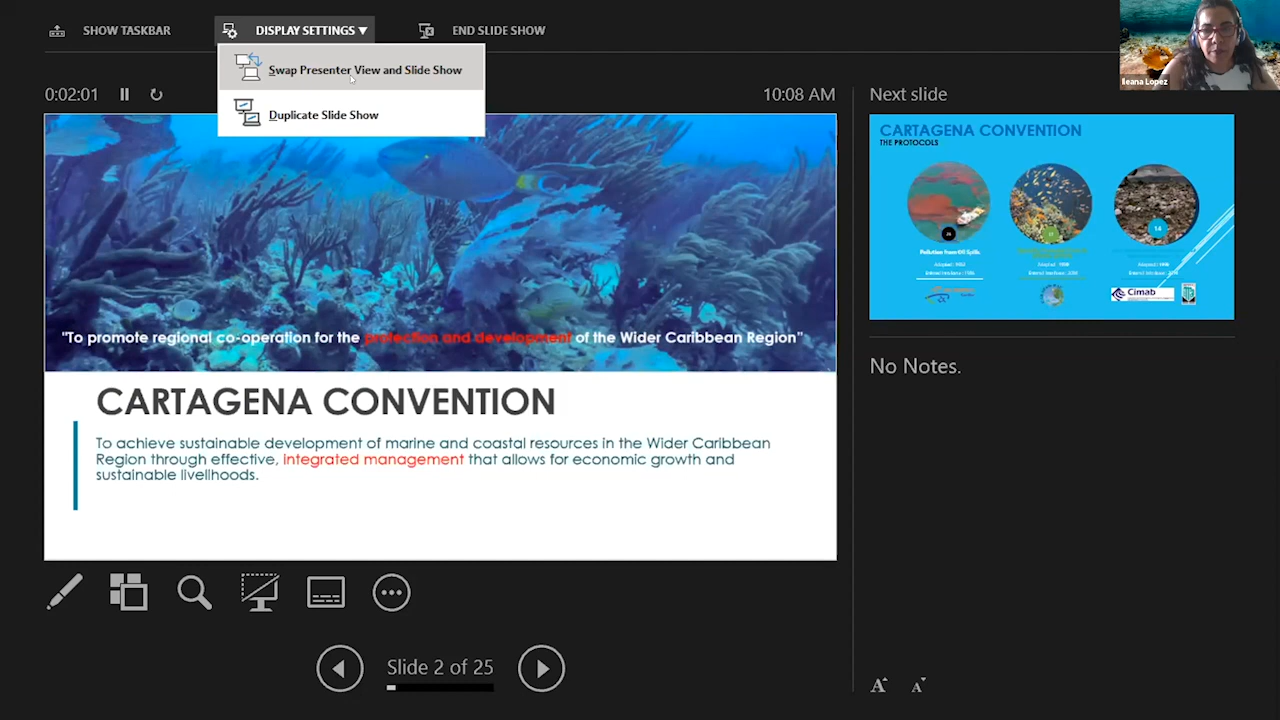 SHOW TASKBAR
DISPLAY SETTINGS ▼
END SLIDE SHOW
Swap Presenter View and Slide Show
Duplicate Slide Show
Ileana Lopez
0:02:01
10:08 AM
Next slide
"To promote regional co-operation for the protection and development of the Wider Caribbean Region"
CARTAGENA CONVENTION
To achieve sustainable development of marine and coastal resources in the Wider Caribbean
Region through effective, integrated management that allows for economic growth and
sustainable livelihoods.
CARTAGENA CONVENTION
THE PROTOCOLS
14
Pollution from Oil Spills
Cimab
No Notes.
Slide 2 of 25
A
A